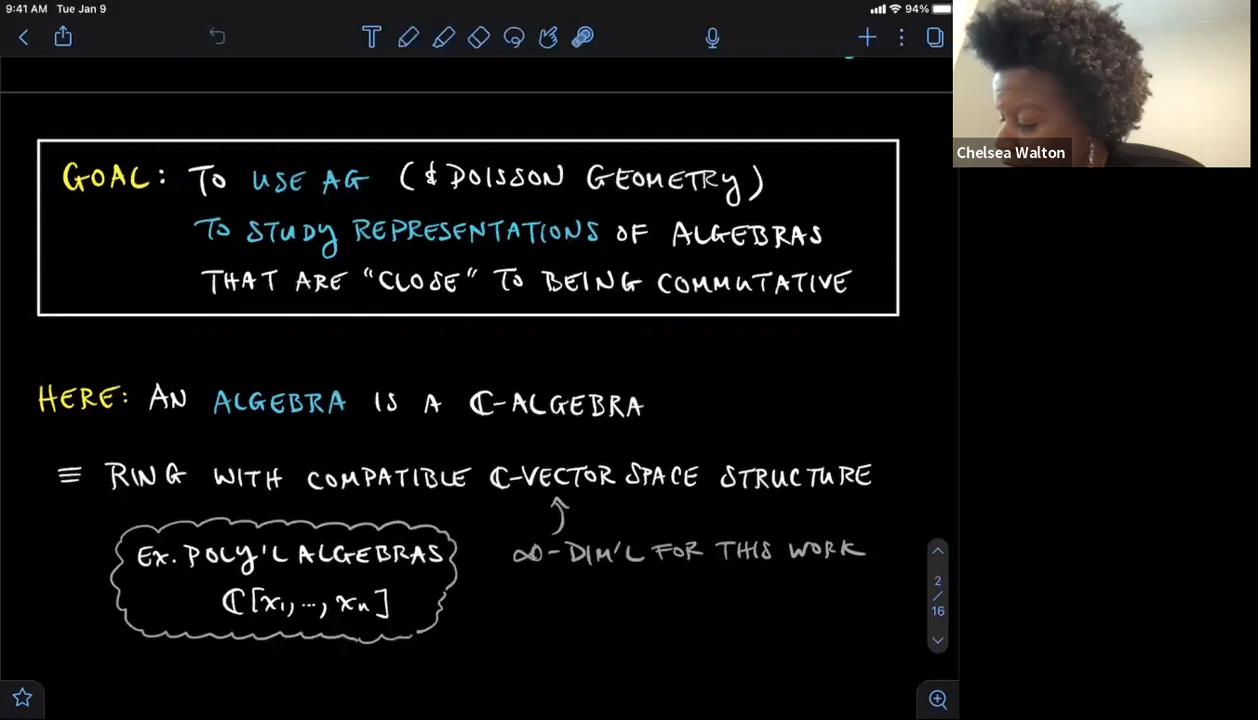 9:41 AM Tue Jan 9
94%
GOAL: TO USE AG (& POISSON GEOMETRY)
TO STUDY REPRESENTATIONS OF ALGEBRAS
THAT ARE "CLOSE" TO BEING COMMUTATIVE
HERE: AN ALGEBRA IS A ℂ-ALGEBRA
≡ RING WITH COMPATIBLE ℂ-VECTOR SPACE STRUCTURE
EX. POLY'L ALGEBRAS
ℂ[x₁, ..., xₙ]
∞-DIM'L FOR THIS WORK
2
/
16
Chelsea Walton